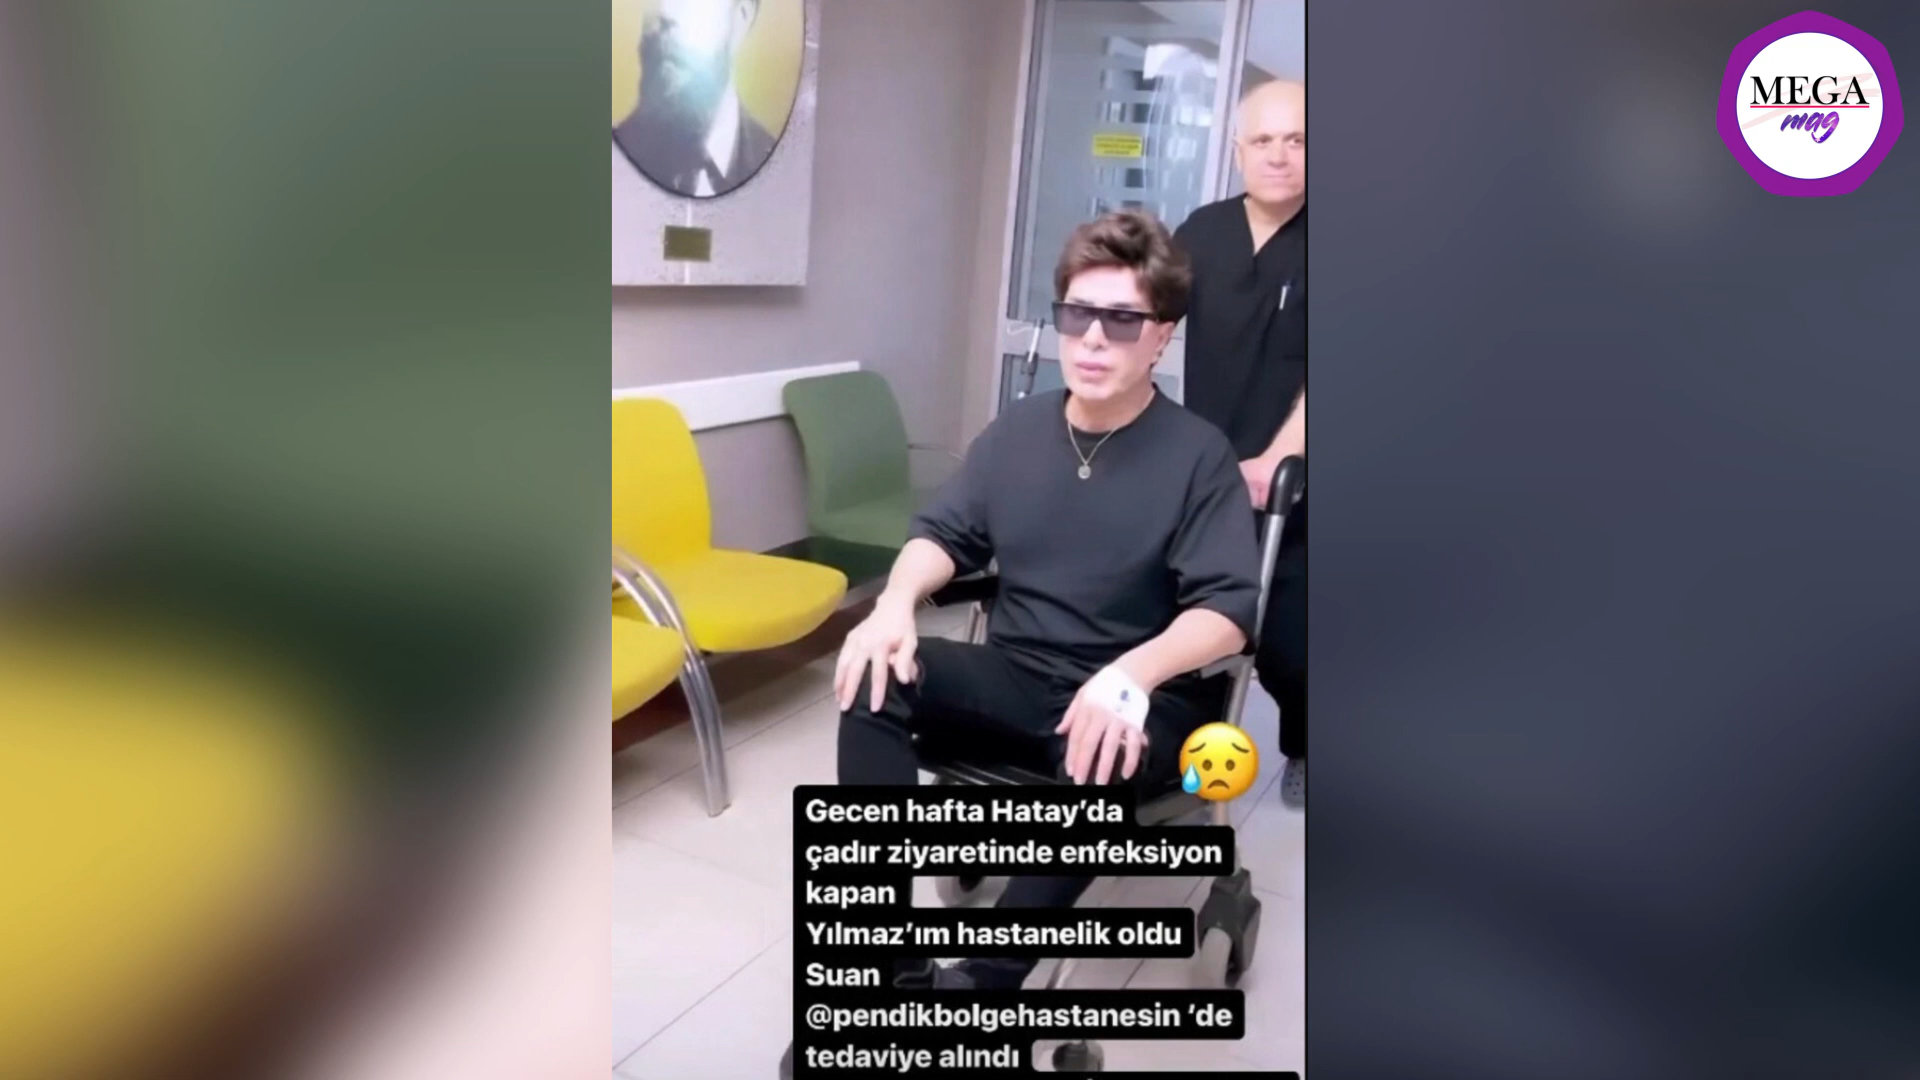 MEGA
mag
Gecen hafta Hatay’da
çadır ziyaretinde enfeksiyon
kapan
Yılmaz’ım hastanelik oldu
Suan
@pendikbolgehastanesin ’de
tedaviye alındı